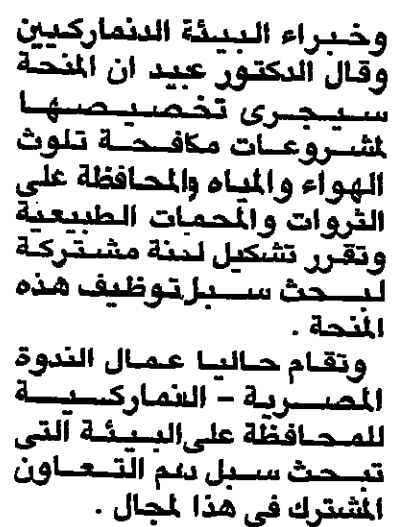 وخبراء البيئة الدنماركيين
وقال الدكتور عبيد ان المنحة
سيجرى تخصيصها
لمشروعات مكافحة تلوث
الهواء والمياه والمحافظة على
الثروات والمحميات الطبيعية
وتقرر تشكيل لجنة مشتركة
لبحث سبل توظيف هذه
المنحة .
وتقام حاليا عمال الندوة
المصرية - الدنماركية
للمحافظة على البيئة التى
تبحث سبل دعم التعاون
المشترك فى هذا لمجال .